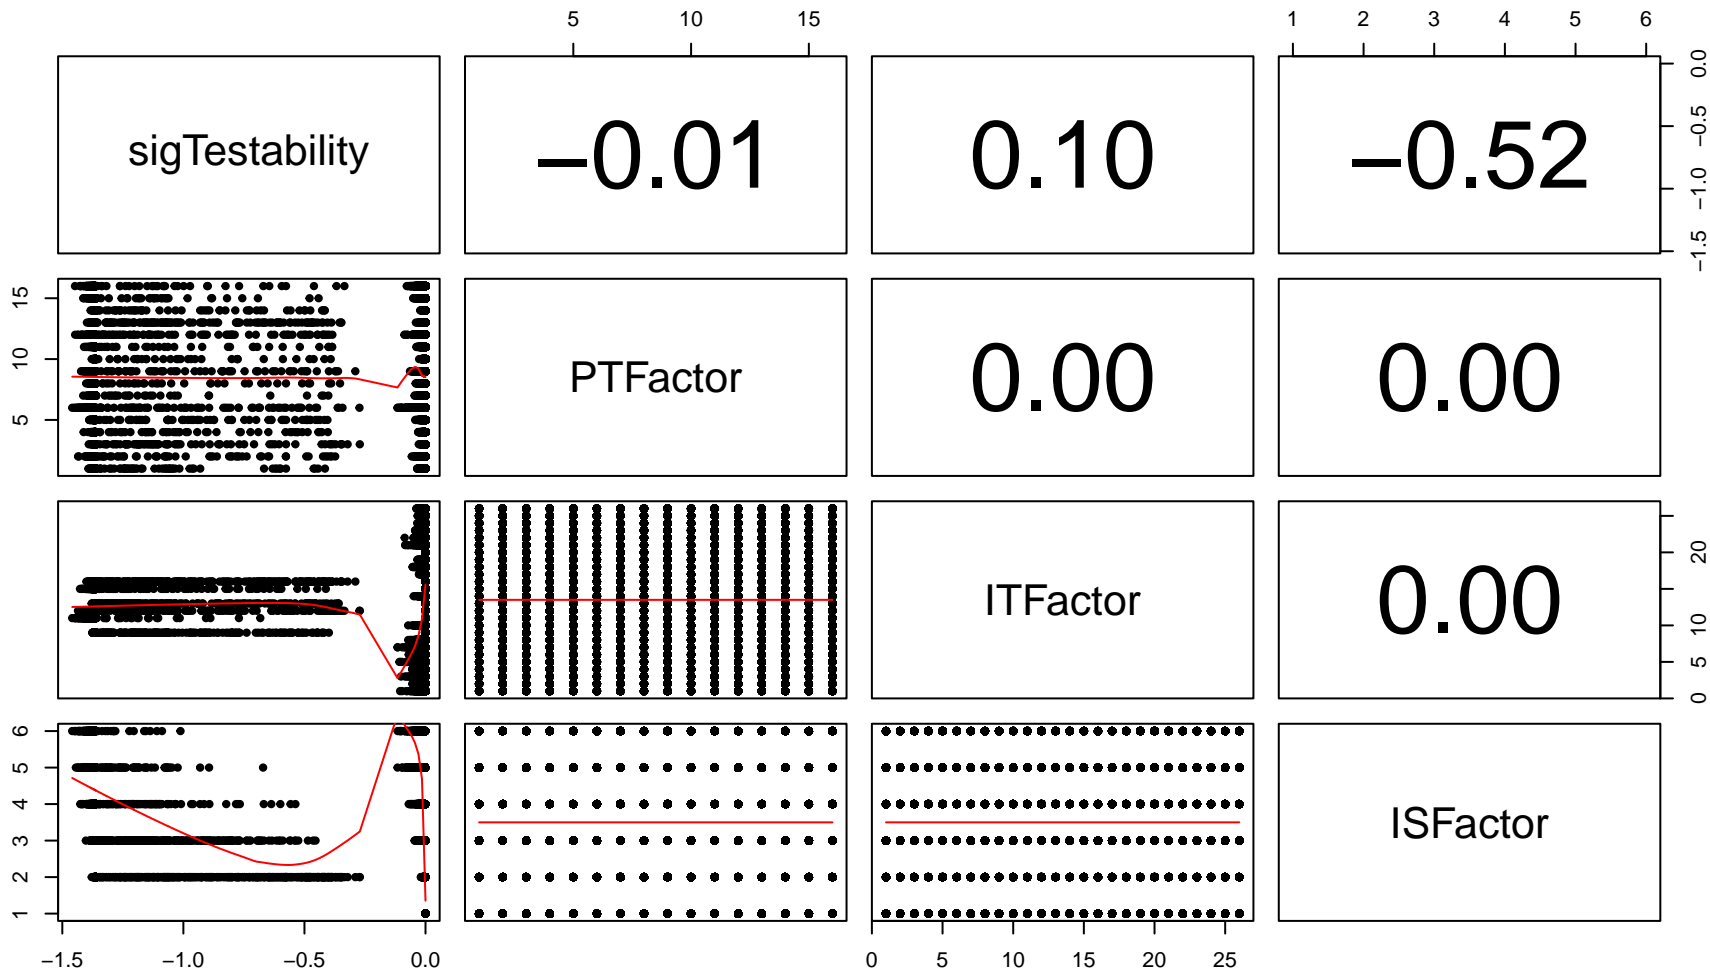 5 10 15 1 2 3 4 5 6
sigTestability −0.01 0.10 −0.52
0.0 −0.5 −1.0 −1.5
5 10 15
PTFactor 0.00 0.00
ITFactor 0.00
0 5 10 20
1 2 3 4 5 6
ISFactor
−1.5 −1.0 −0.5 0.0 0 5 10 15 20 25